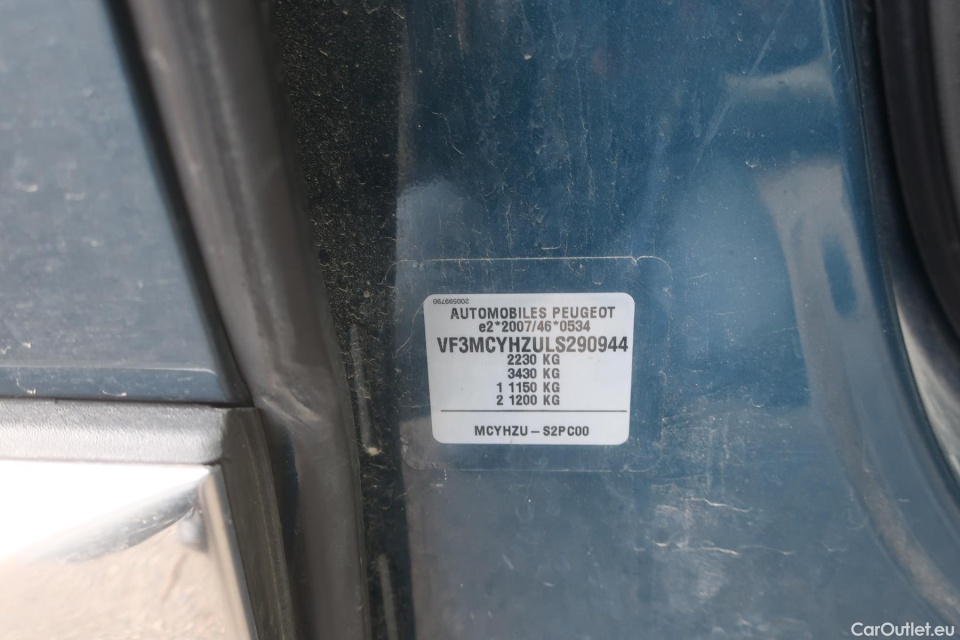 200599790
AUTOMOBILES PEUGEOT
e2*2007/46*0534
VF3MCYHZULS290944
2230 KG
3430 KG
1 1150 KG
2 1200 KG
MCYHZU – S2PC00
CarOutlet.eu